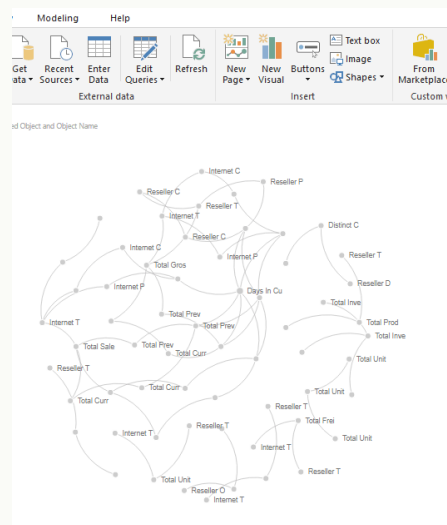 Modeling Help
Get Data Recent Sources Enter Data Edit Queries Refresh New Page New Visual Buttons Text box
Image
Shapes From Marketplace
External data Insert Custom
ed Object and Object Name
Internet C
Reseller P
Reseller C
Reseller T
Internet T
Distinct C
Reseller C
Internet C
Internet P
Reseller T
Total Gros
Reseller D
Internet P
Days In Cu
Total Inve
Total Prev
Internet T
Total Prev
Total Prod
Total Inve
Total Sale
Total Prev
Total Curr
Total Unit
Reseller T
Total Curr
Total Unit
Total Curr
Reseller T
Total Frei
Reseller T
Internet T
Total Unit
Internet T
Reseller T
Total Unit
Reseller O
Internet T